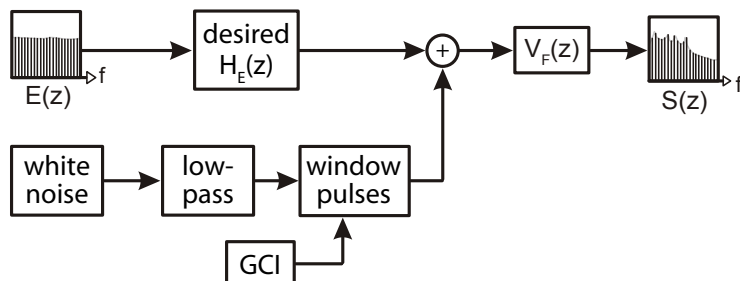 f
E(z)
desired
H_E(z)
+
V_F(z)
f
S(z)
white
noise
low-
pass
window
pulses
GCI